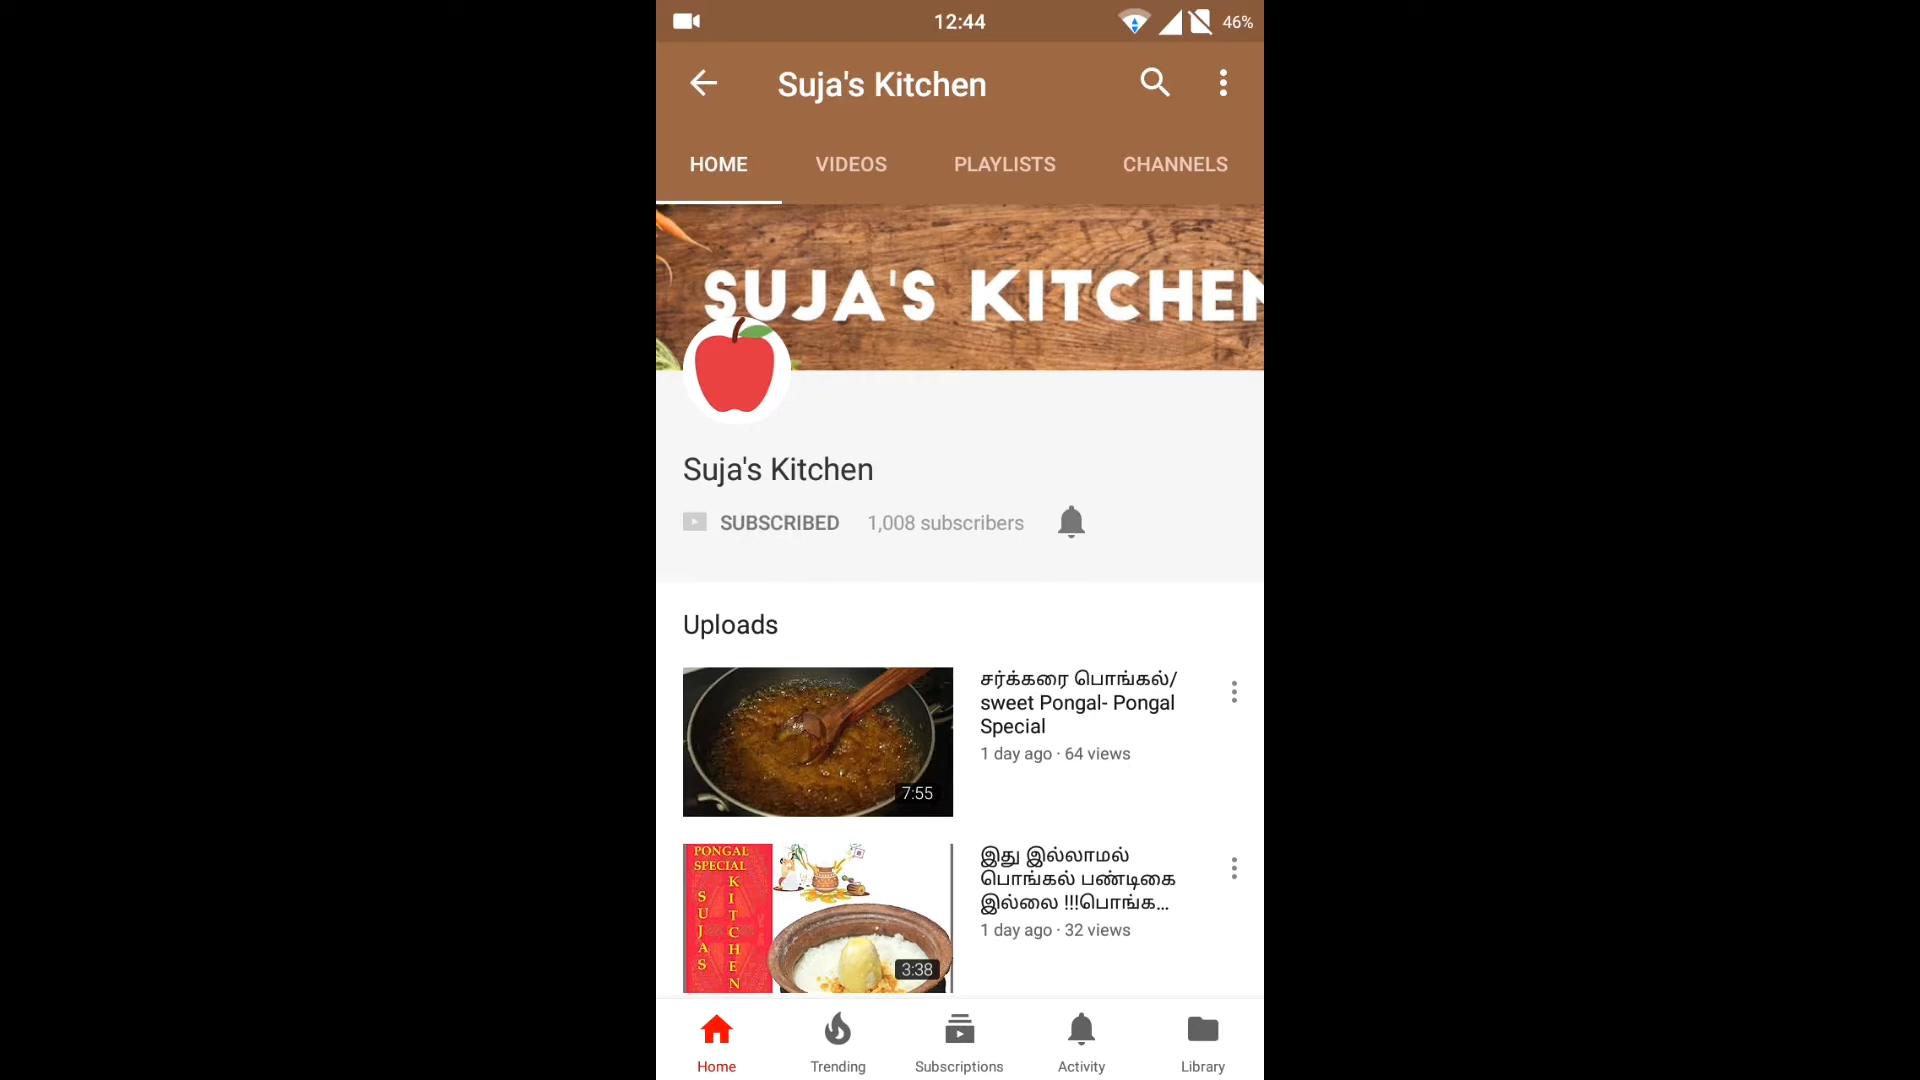 12:44
46%
Suja's Kitchen
HOME
VIDEOS
PLAYLISTS
CHANNELS
SUJA'S KITCHEN
Suja's Kitchen
SUBSCRIBED
1,008 subscribers
Uploads
சர்க்கரை பொங்கல்/
sweet Pongal- Pongal
Special
1 day ago · 64 views
7:55
PONGAL
SPECIAL
SUJAS
KITCHEN
இது இல்லாமல்
பொங்கல் பண்டிகை
இல்லை !!!பொங்க...
1 day ago · 32 views
3:38
Home
Trending
Subscriptions
Activity
Library